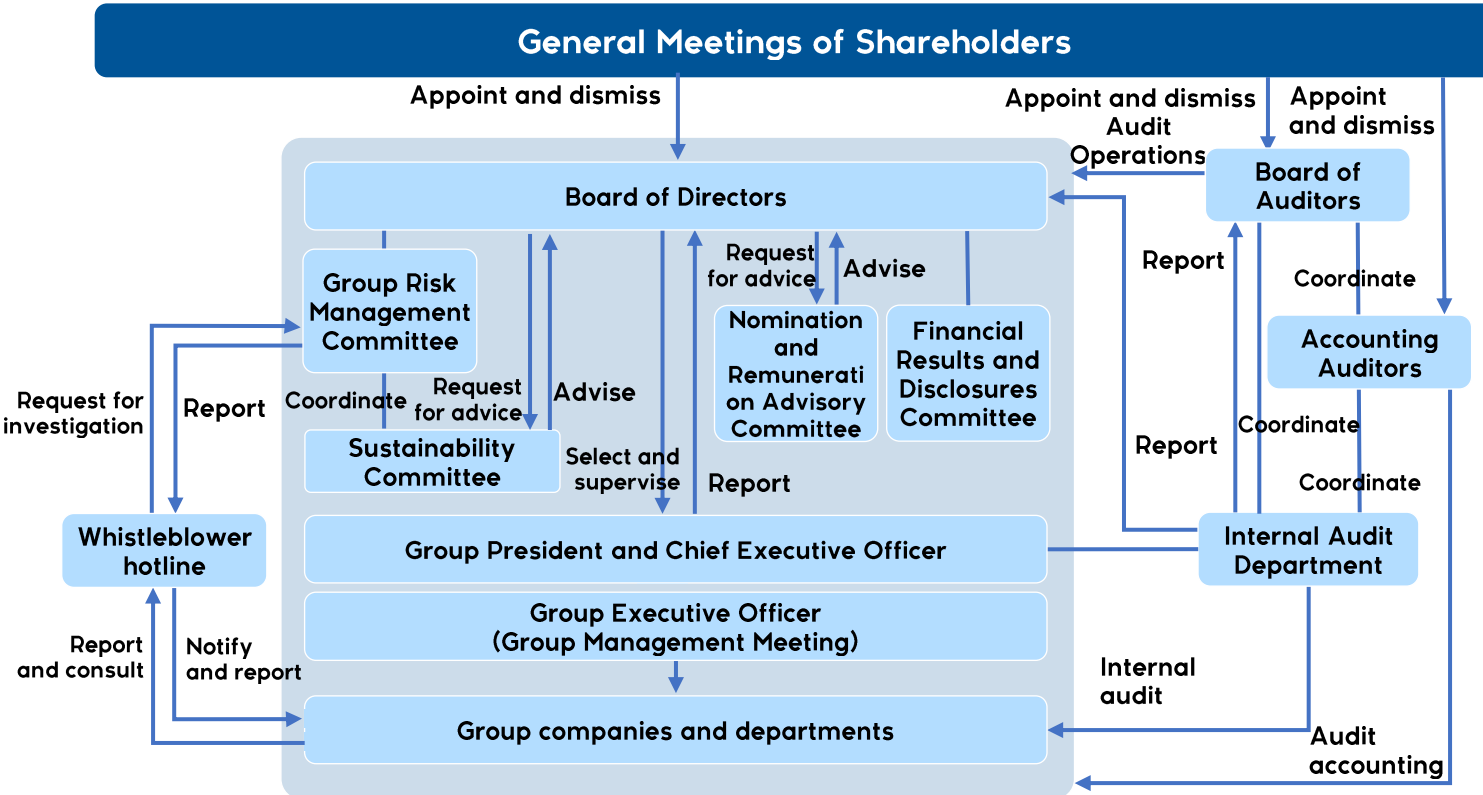 General Meetings of Shareholders
Appoint and dismiss
Appoint and dismiss
Appoint
and dismiss
Audit
Operations
Board of
Auditors
Board of Directors
Report
Coordinate
Request
for advice
Advise
Group Risk
Management
Committee
Nomination
and
Remunerati
on Advisory
Committee
Financial
Results and
Disclosures
Committee
Accounting
Auditors
Request for
investigation
Report
Coordinate
Request
for advice
Advise
Coordinate
Report
Sustainability
Committee
Select and
supervise
Report
Coordinate
Whistleblower
hotline
Group President and Chief Executive Officer
Internal Audit
Department
Group Executive Officer
(Group Management Meeting)
Report
and consult
Notify
and report
Internal
audit
Group companies and departments
Audit
accounting